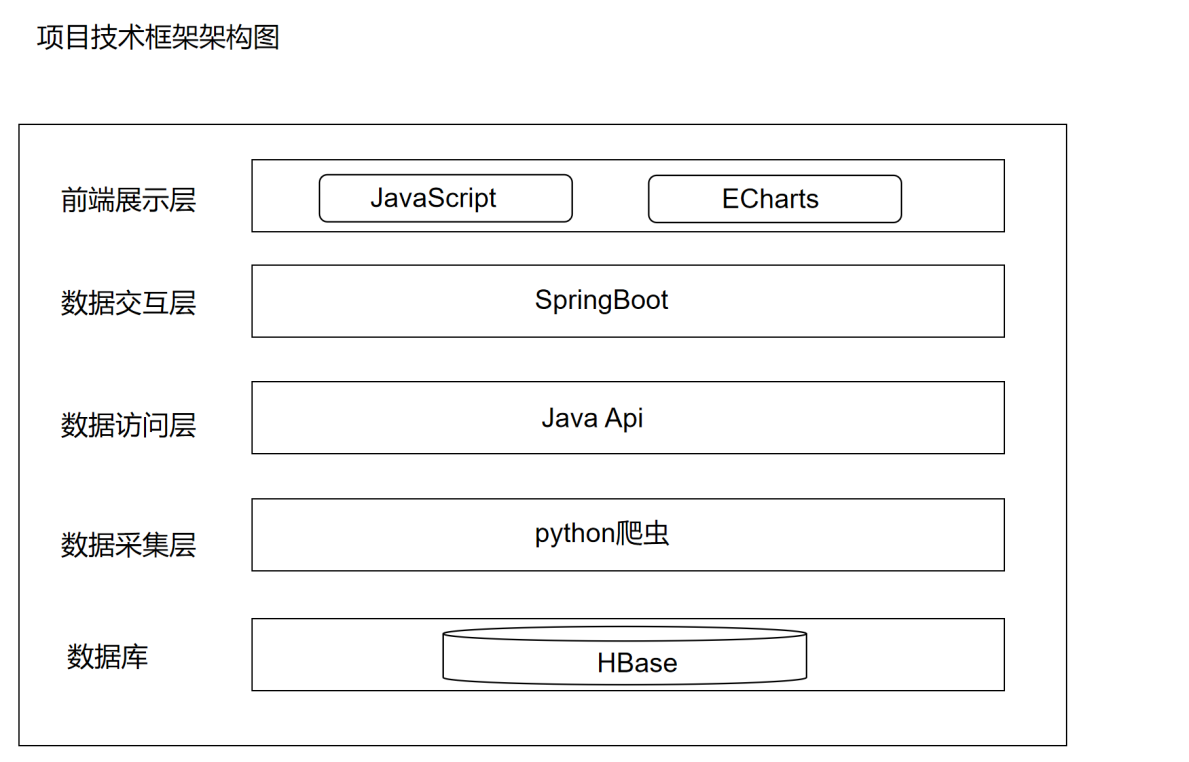 项目技术框架架构图
前端展示层
JavaScript
ECharts
数据交互层
SpringBoot
数据访问层
Java Api
数据采集层
python爬虫
数据库
HBase